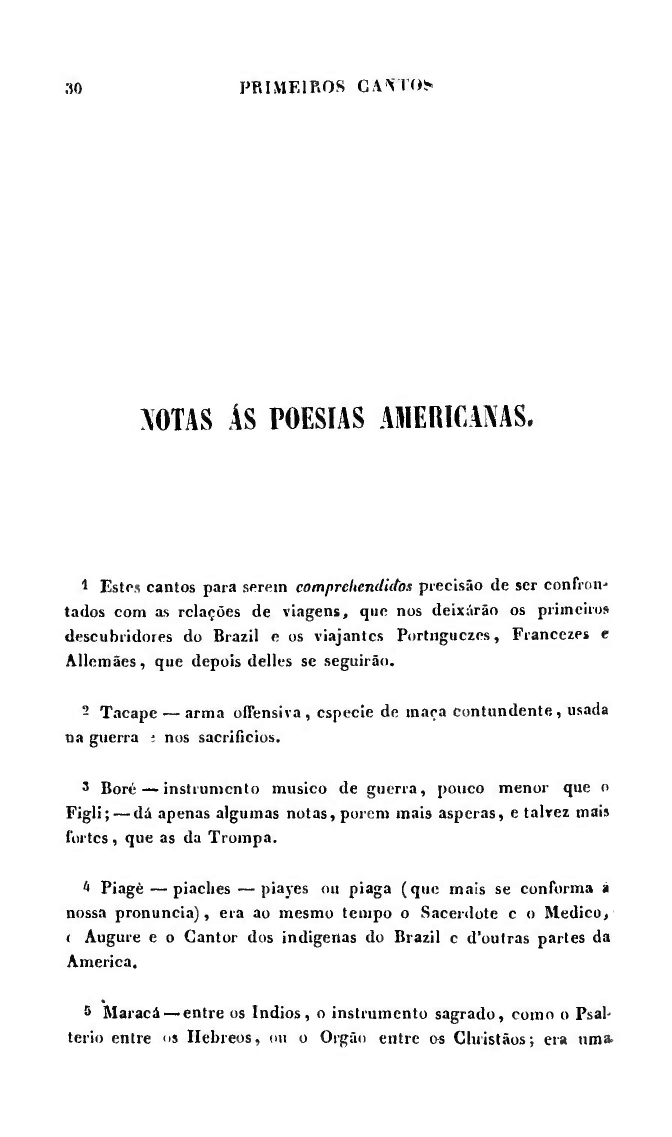 30 PRIMEIROS CANTOS
NOTAS ÁS POESIAS AMERICANAS.
1 Estes cantos para serem comprehendidos precisão de ser confron-
tados com as relações de viagens, que nos deixárão os primeiros
descubridores do Brazil e os viajantes Portuguezes, Francezes e
Allemães, que depois delles se seguirão.
2 Tacape — arma offensiva, especie de maça contundente, usada
na guerra e nos sacrificios.
3 Boré — instrumento musico de guerra, pouco menor que o
Figli; — dá apenas algumas notas, porem mais asperas, e talvez mais
fortes, que as da Trompa.
4 Piagê — piaches — piayes ou piaga (que mais se conforma á
nossa pronuncia), era ao mesmo tempo o Sacerdote e o Medico,
Augure e o Cantor dos indigenas do Brazil e d'outras partes da
America.
5 Maracá — entre os Indios, o instrumento sagrado, como o Psal-
terio entre os Hebreos, ou o Orgão entre os Christãos; era uma